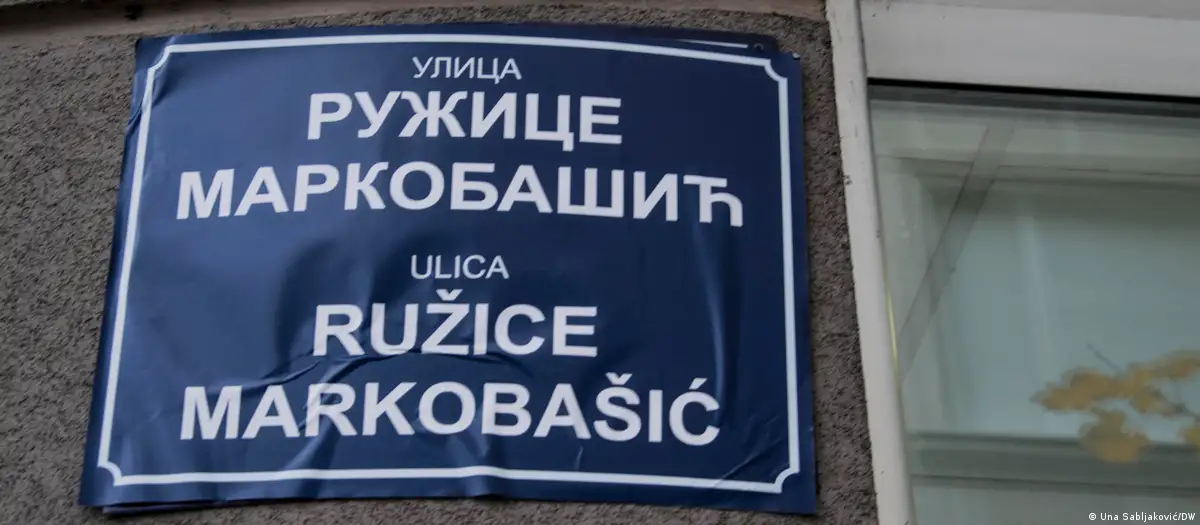 УЛИЦА
РУЖИЦЕ
МАРКОБАШИЋ
ULICA
RUŽICE
MARKOBAŠIĆ
© Una Sabljaković/DW